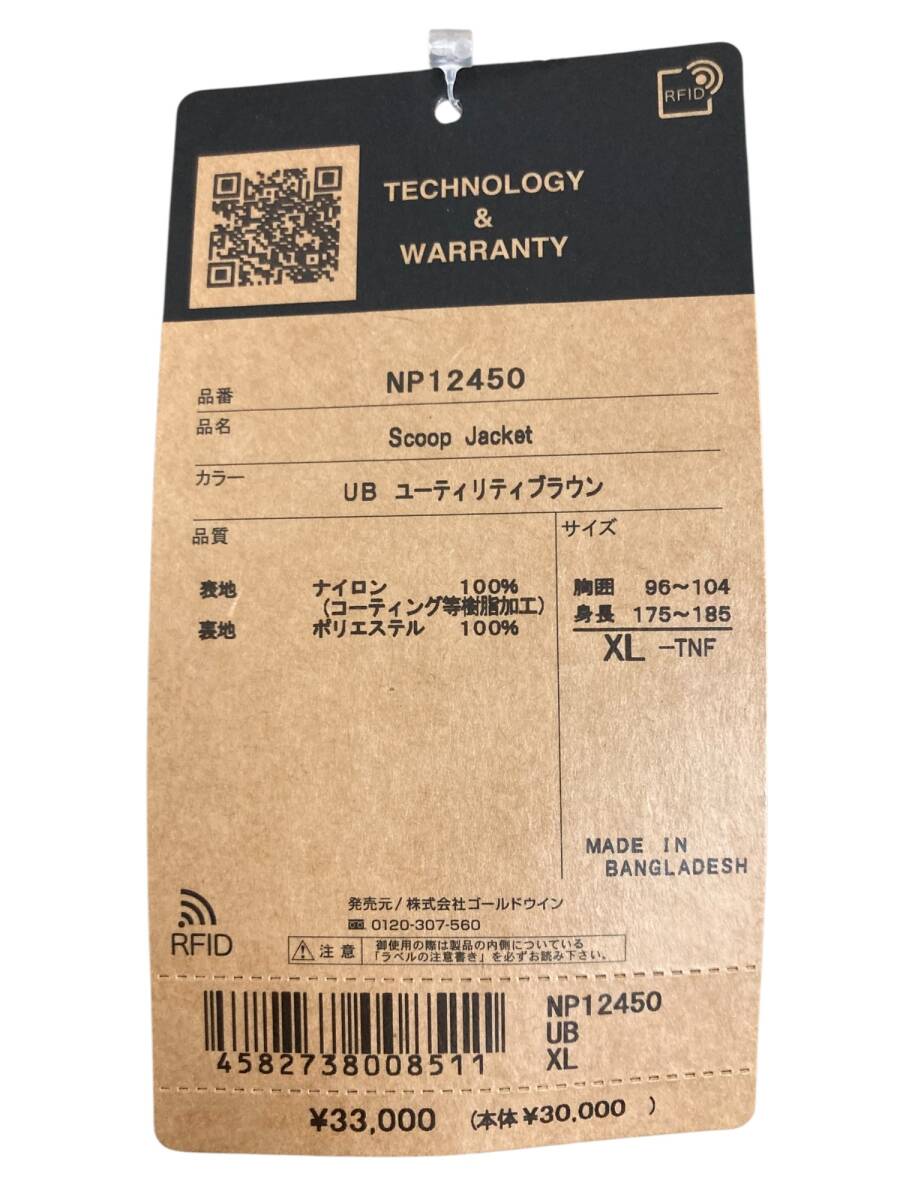 RFID
TECHNOLOGY
&
WARRANTY
品番 NP12450
品名 Scoop Jacket
カラー UB ユーティリティブラウン
品質
表地 ナイロン 100%
(コーティング等樹脂加工)
裏地 ポリエステル 100%
サイズ
胸囲 96～104
身長 175～185
XL -TNF
MADE IN
BANGLADESH
RFID
発売元/株式会社ゴールドウイン
0120-307-560
注意 御使用の際は製品の内側についている
「ラベルの注意書き」を必ずお読み下さい。
4582738008511
NP12450
UB
XL
¥33,000 (本体¥30,000 )